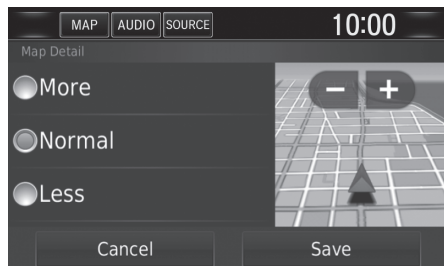 MAP AUDIO SOURCE 10:00
Map Detail
More
− +
Normal
Less
Cancel Save